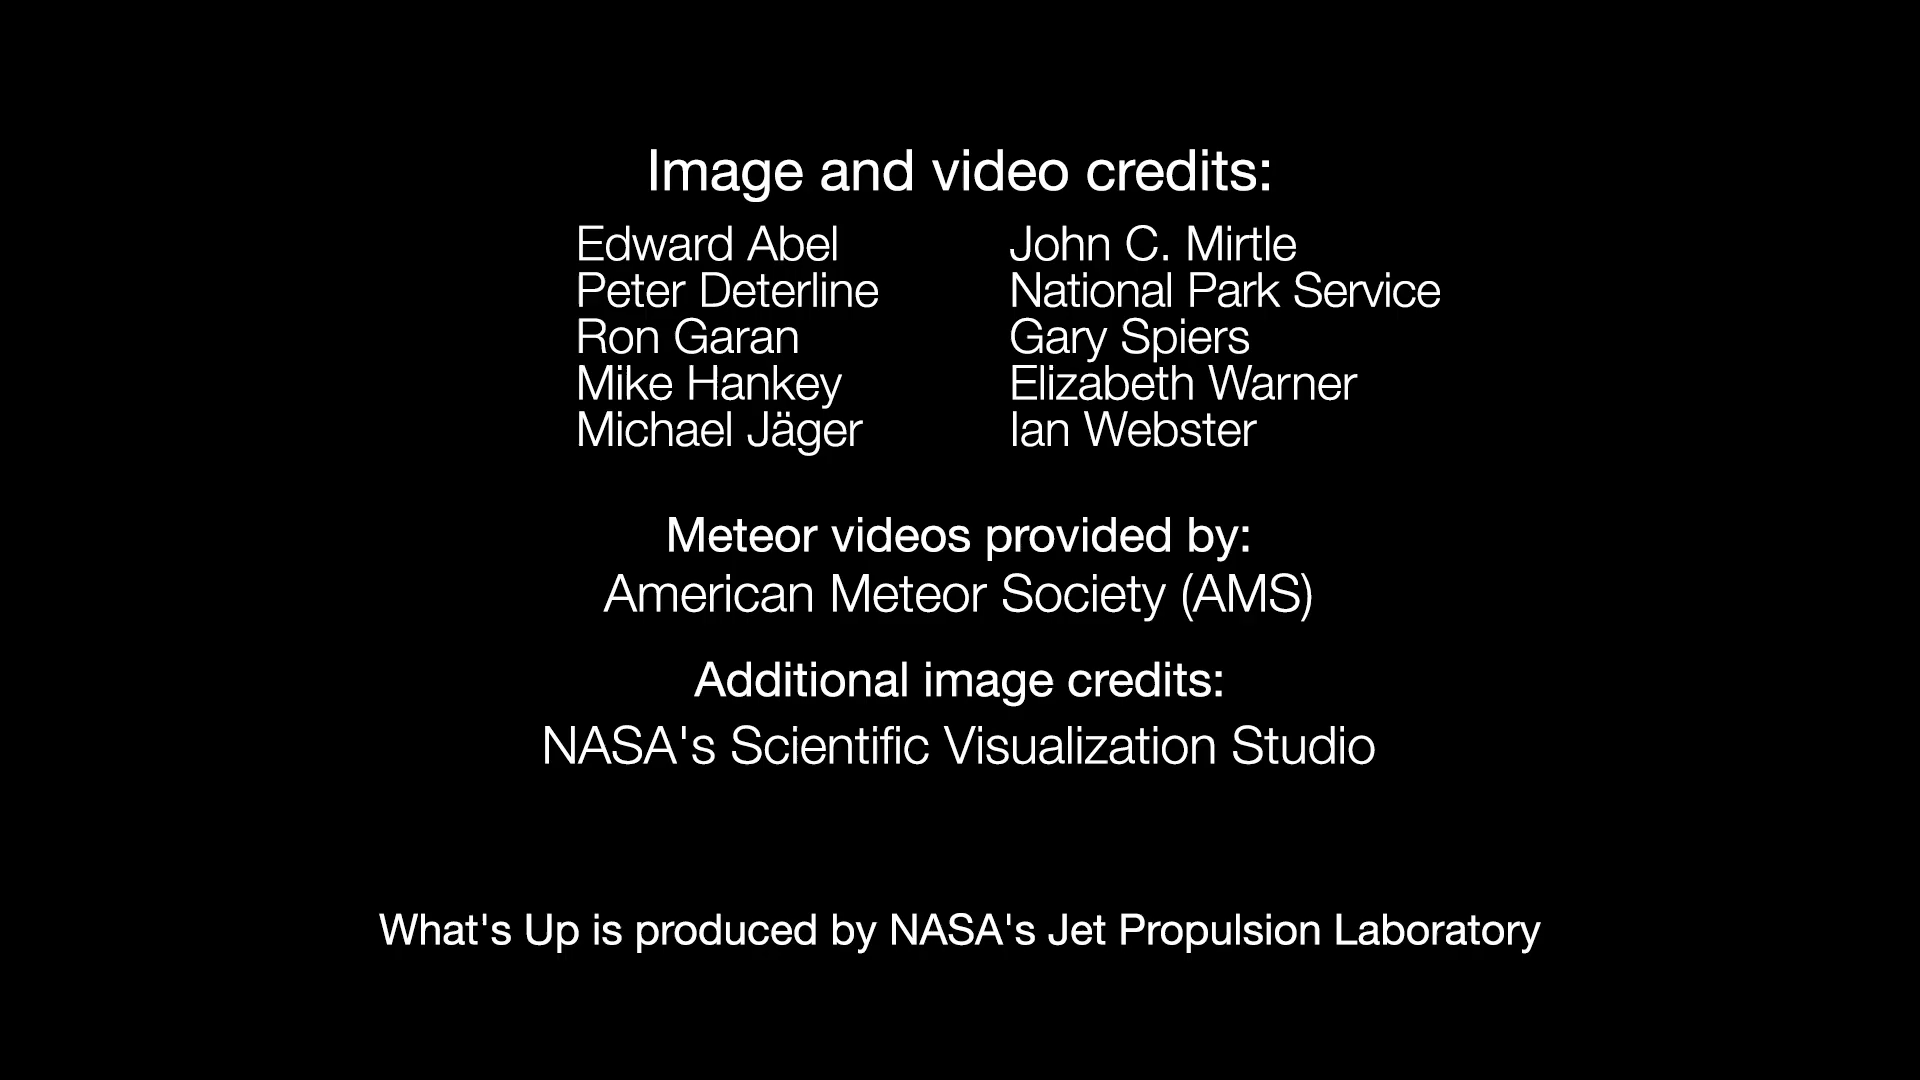 Image and video credits:
Edward Abel
Peter Deterline
Ron Garan
Mike Hankey
Michael Jäger
John C. Mirtle
National Park Service
Gary Spiers
Elizabeth Warner
Ian Webster
Meteor videos provided by:
American Meteor Society (AMS)
Additional image credits:
NASA's Scientific Visualization Studio
What's Up is produced by NASA's Jet Propulsion Laboratory